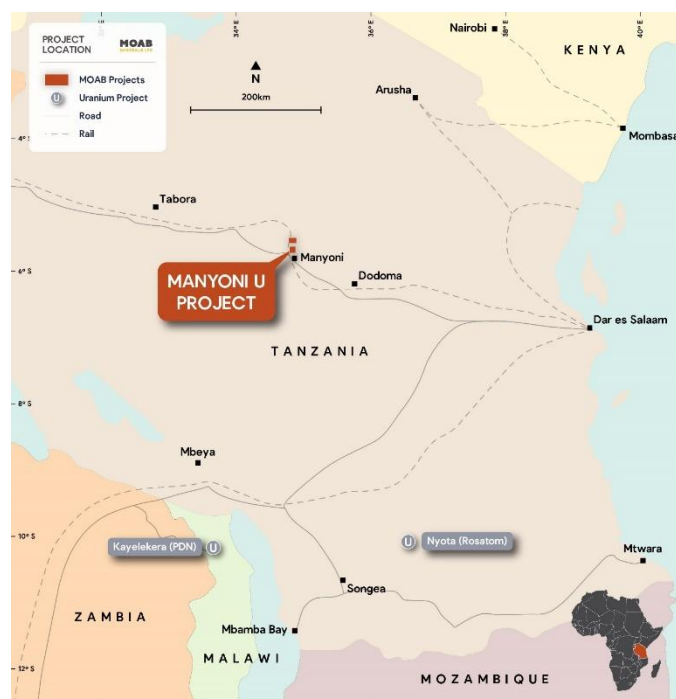 PROJECT
LOCATION
MOAB
MINERALS LTD
MOAB Projects
U Uranium Project
Road
Rail
34°
36°
38°
40°
N
200km
4° S
6° S
8° S
10° S
12° S
Nairobi
KENYA
Arusha
Mombasa
Tabora
Manyoni
MANYONI U
PROJECT
Dodoma
Dar es Salaam
TANZANIA
Mbeya
Kayelekera (PDN) U
U Nyota (Rosatom)
Mtwara
Songea
ZAMBIA
Mbamba Bay
MALAWI
MOZAMBIQUE